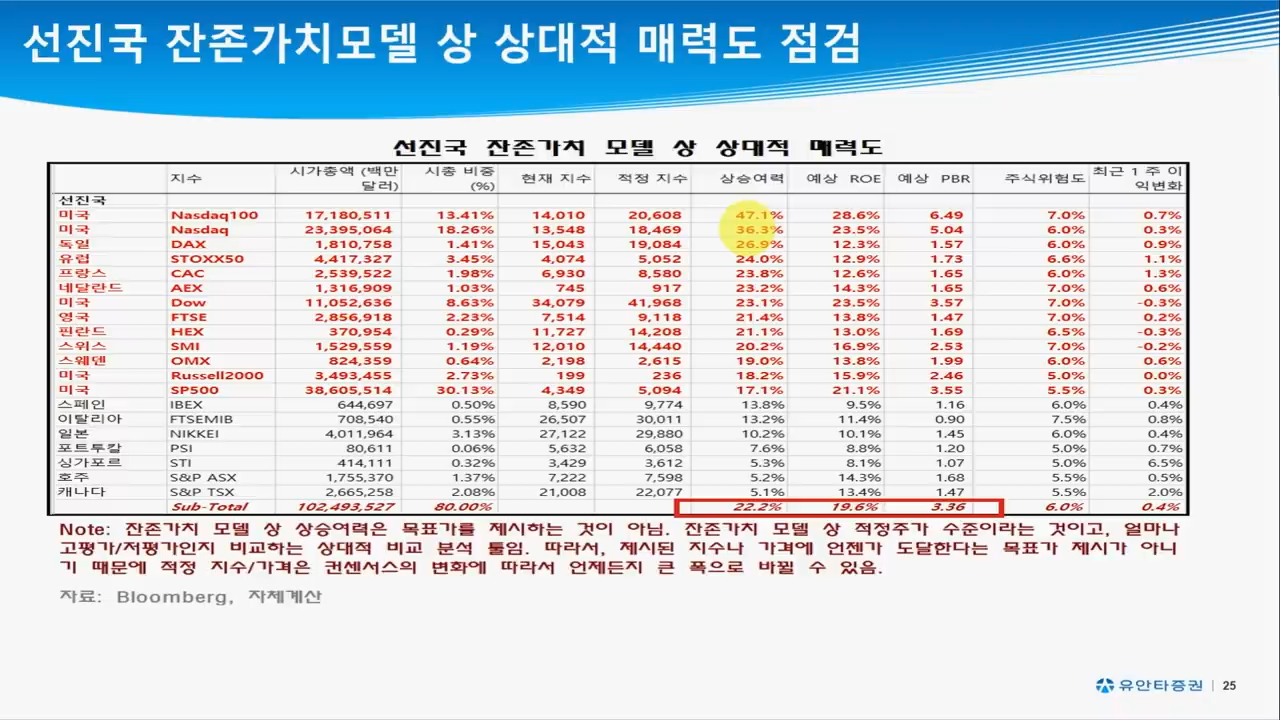 선진국 잔존가치모델 상 상대적 매력도 점검
선진국 잔존가치 모델 상 상대적 매력도
지수 시가총액 (백만 달러) 시총 비중 (%) 현재 지수 적정 지수 상승여력 예상 ROE 예상 PBR 주식위험도 최근 1 주 이익변화
선진국
미국 Nasdaq100 17,180,511 13.41% 14,010 20,608 47.1% 28.6% 6.49 7.0% 0.7%
미국 Nasdaq 23,395,064 18.26% 13,548 18,469 36.3% 23.5% 5.04 6.0% 0.3%
독일 DAX 1,810,758 1.41% 15,043 19,084 26.9% 12.3% 1.57 6.0% 0.9%
유럽 STOXX50 4,417,327 3.45% 4,074 5,052 24.0% 12.9% 1.73 6.6% 1.1%
프랑스 CAC 2,539,522 1.98% 6,930 8,580 23.8% 12.6% 1.65 6.0% 1.3%
네달란드 AEX 1,316,909 1.03% 745 917 23.2% 14.3% 1.65 7.0% 0.6%
미국 Dow 11,052,636 8.63% 34,079 41,968 23.1% 23.5% 3.57 7.0% -0.3%
영국 FTSE 2,856,918 2.23% 7,514 9,118 21.4% 13.8% 1.47 7.0% 0.2%
핀란드 HEX 370,954 0.29% 11,727 14,208 21.1% 13.0% 1.69 6.5% -0.3%
스위스 SMI 1,529,559 1.19% 12,010 14,440 20.2% 16.9% 2.53 7.0% -0.2%
스웨덴 OMX 824,359 0.64% 2,198 2,615 19.0% 13.8% 1.99 6.0% 0.6%
미국 Russell2000 3,493,455 2.73% 199 236 18.2% 15.9% 2.46 5.0% 0.0%
미국 SP500 38,605,514 30.13% 4,349 5,094 17.1% 21.1% 3.55 5.5% 0.3%
스페인 IBEX 644,697 0.50% 8,590 9,774 13.8% 9.5% 1.16 6.0% 0.4%
이탈리아 FTSEMIB 708,540 0.55% 26,507 30,011 13.2% 11.4% 0.90 7.5% 0.8%
일본 NIKKEI 4,011,964 3.13% 27,122 29,880 10.2% 10.1% 1.45 6.0% 0.4%
포트투칼 PSI 80,611 0.06% 5,632 6,058 7.6% 8.8% 1.20 5.0% 0.7%
싱가포르 STI 414,111 0.32% 3,429 3,612 5.3% 8.1% 1.07 5.0% 6.5%
호주 S&P ASX 1,755,370 1.37% 7,222 7,598 5.2% 14.3% 1.68 5.5% 0.5%
캐나다 S&P TSX 2,665,258 2.08% 21,008 22,077 5.1% 13.4% 1.47 5.5% 2.0%
Sub-Total 102,493,527 80.00% 22.2% 19.6% 3.36 6.0% 0.4%
Note: 잔존가치 모델 상 상승여력은 목표가를 제시하는 것이 아님. 잔존가치 모델 상 적정주가 수준이라는 것이고, 얼마나
고평가/저평가인지 비교하는 상대적 비교 분석 툴임. 따라서, 제시된 지수나 가격에 언젠가 도달한다는 목표가 제시가 아니
기 때문에 적정 지수/가격은 컨센서스의 변화에 따라서 언제든지 큰 폭으로 바뀔 수 있음.
자료: Bloomberg, 자체계산
유안타증권 25